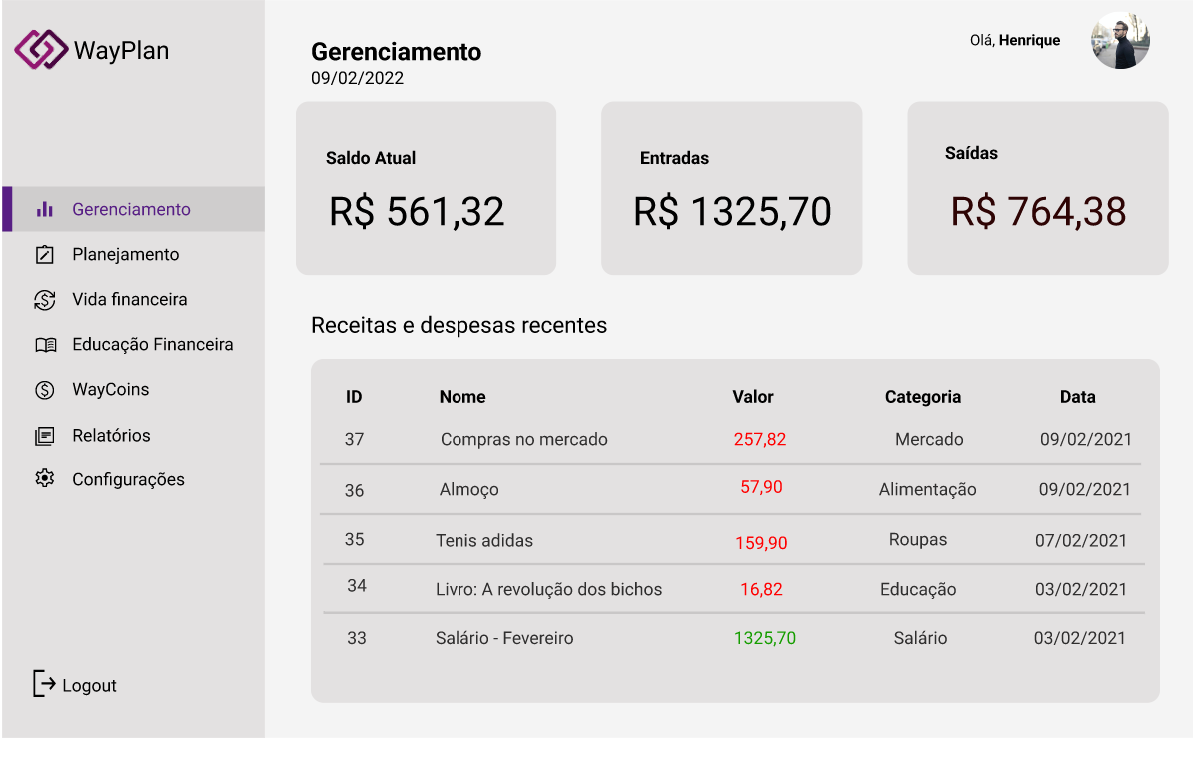 WayPlan
Gerenciamento
09/02/2022
Olá, Henrique
Gerenciamento
Planejamento
Vida financeira
Educação Financeira
WayCoins
Relatórios
Configurações
Logout
Saldo Atual
R$ 561,32
Entradas
R$ 1325,70
Saídas
R$ 764,38
Receitas e despesas recentes
ID Nome Valor Categoria Data
37 Compras no mercado 257,82 Mercado 09/02/2021
36 Almoço 57,90 Alimentação 09/02/2021
35 Tenis adidas 159,90 Roupas 07/02/2021
34 Livro: A revolução dos bichos 16,82 Educação 03/02/2021
33 Salário - Fevereiro 1325,70 Salário 03/02/2021